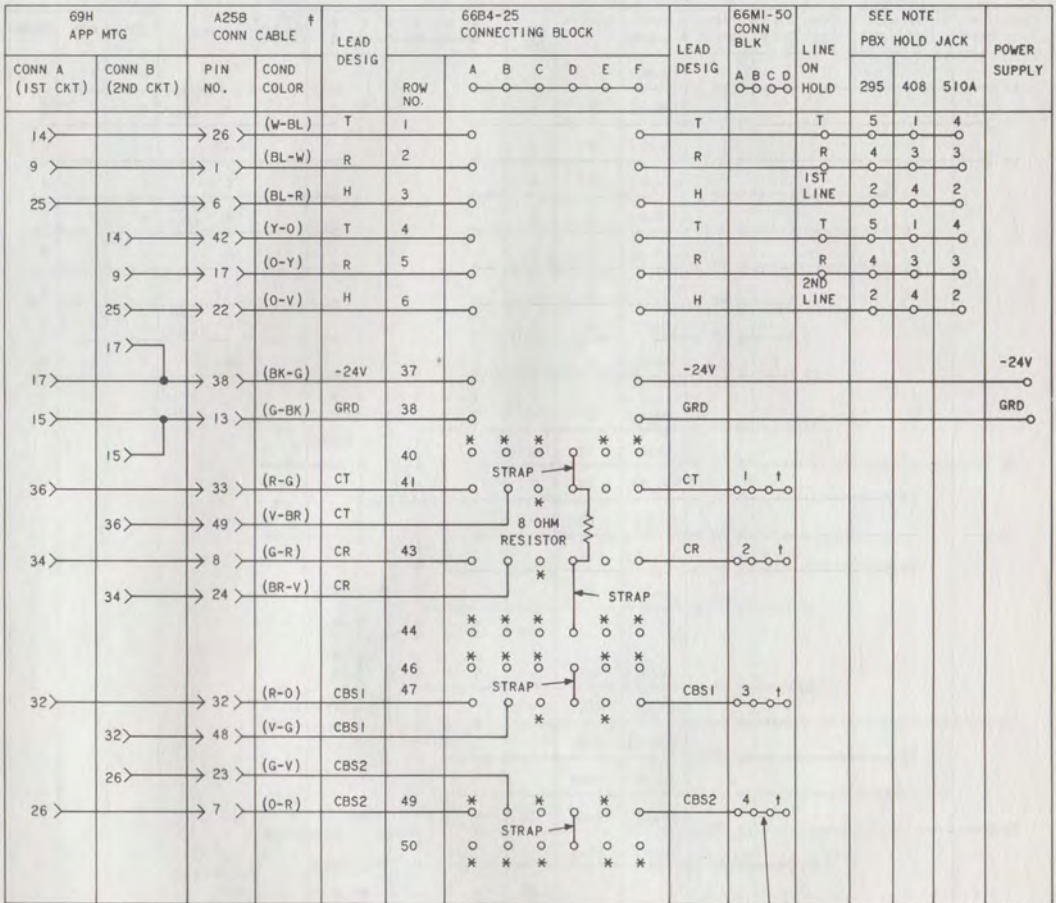 69H APP MTG A25B ‡ CONN CABLE LEAD DESIG 66B4-25 CONNECTING BLOCK LEAD DESIG 66M1-50 CONN BLK LINE ON HOLD SEE NOTE PBX HOLD JACK POWER SUPPLY
CONN A (1ST CKT) CONN B (2ND CKT) PIN NO. COND COLOR ROW NO. A B C D E F A B C D 295 408 510A
14 26 (W-BL) T 1 T T 5 1 4
9 1 (BL-W) R 2 R R 4 3 3
1ST LINE
25 6 (BL-R) H 3 H 2 4 2
14 42 (Y-O) T 4 T T 5 1 4
9 17 (O-Y) R 5 R R 4 3 3
2ND LINE
25 22 (O-V) H 6 H 2 4 2
17
17 38 (BK-G) -24V 37 -24V -24V
15 13 (G-BK) GRD 38 GRD GRD
* * * * *
15 40
STRAP
36 33 (R-G) CT 41 CT 1 †
*
36 49 (V-BR) CT
8 OHM RESISTOR
34 8 (G-R) CR 43 CR 2 †
*
34 24 (BR-V) CR
STRAP
* * * * *
44
* * * * *
46
STRAP
32 32 (R-O) CBS1 47 CBS1 3 †
* *
32 48 (V-G) CBS1
26 23 (G-V) CBS2
26 7 (O-R) CBS2 49 * * * CBS2 4 †
STRAP
50
* * * * *